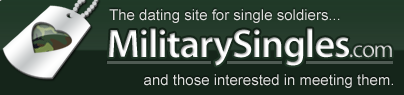 The dating site for single soldiers...
MilitarySingles.com
and those interested in meeting them.